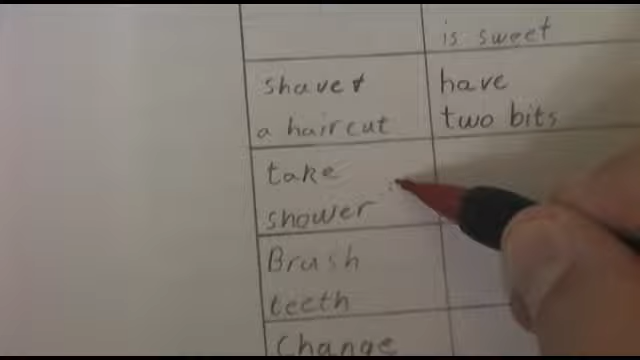 is sweet
shave &
a haircut
have
two bits
take
shower
Brush
teeth
Change